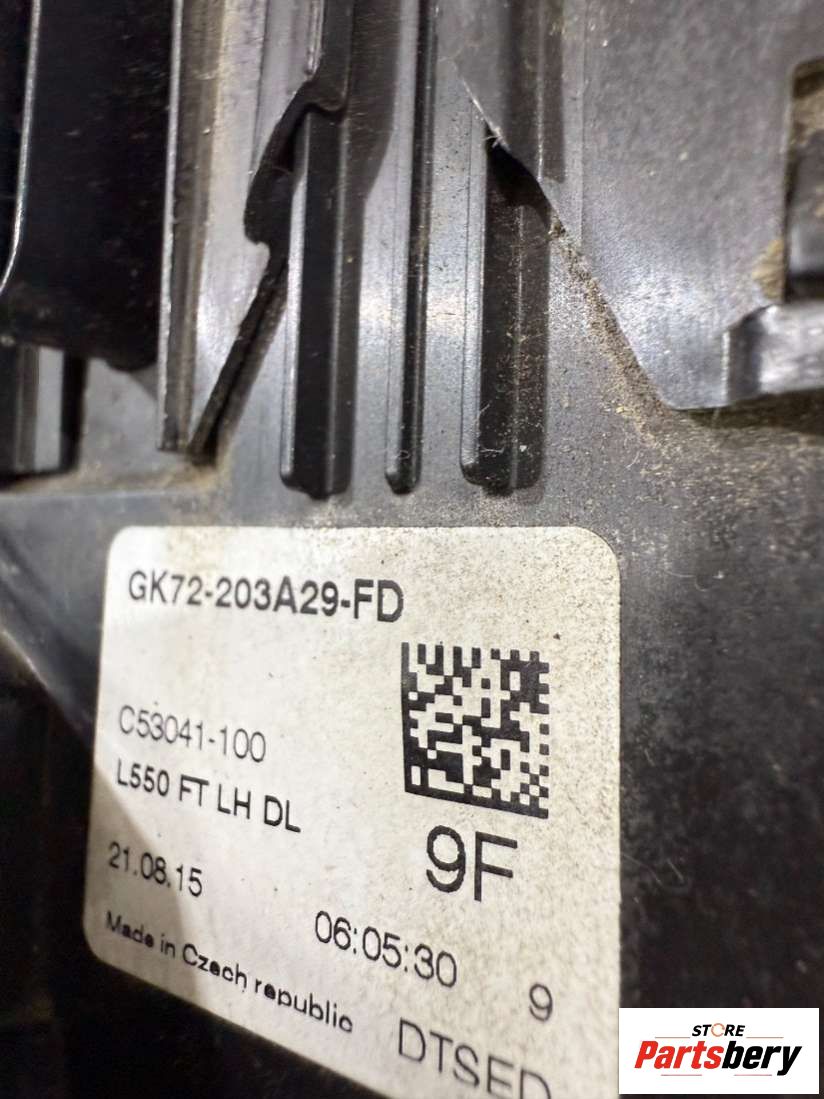 GK72-203A29-FD
C53041-100
L550 FT LH DL
9F
21.08.15
06:05:30
9
Made in Czech republic
DTSED
STORE
Partsbery